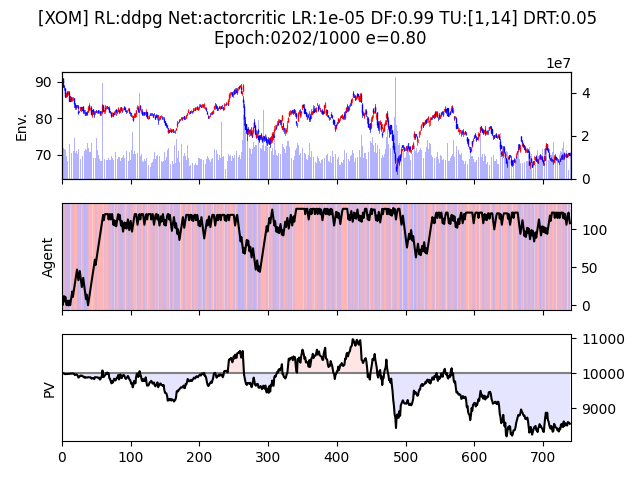 [XOM] RL:ddpg Net:actorcritic LR:1e-05 DF:0.99 TU:[1,14] DRT:0.05
Epoch:0202/1000 e=0.80
1e7
Env.
90
80
70
4
2
0
Agent
100
50
0
PV
11000
10000
9000
0 100 200 300 400 500 600 700